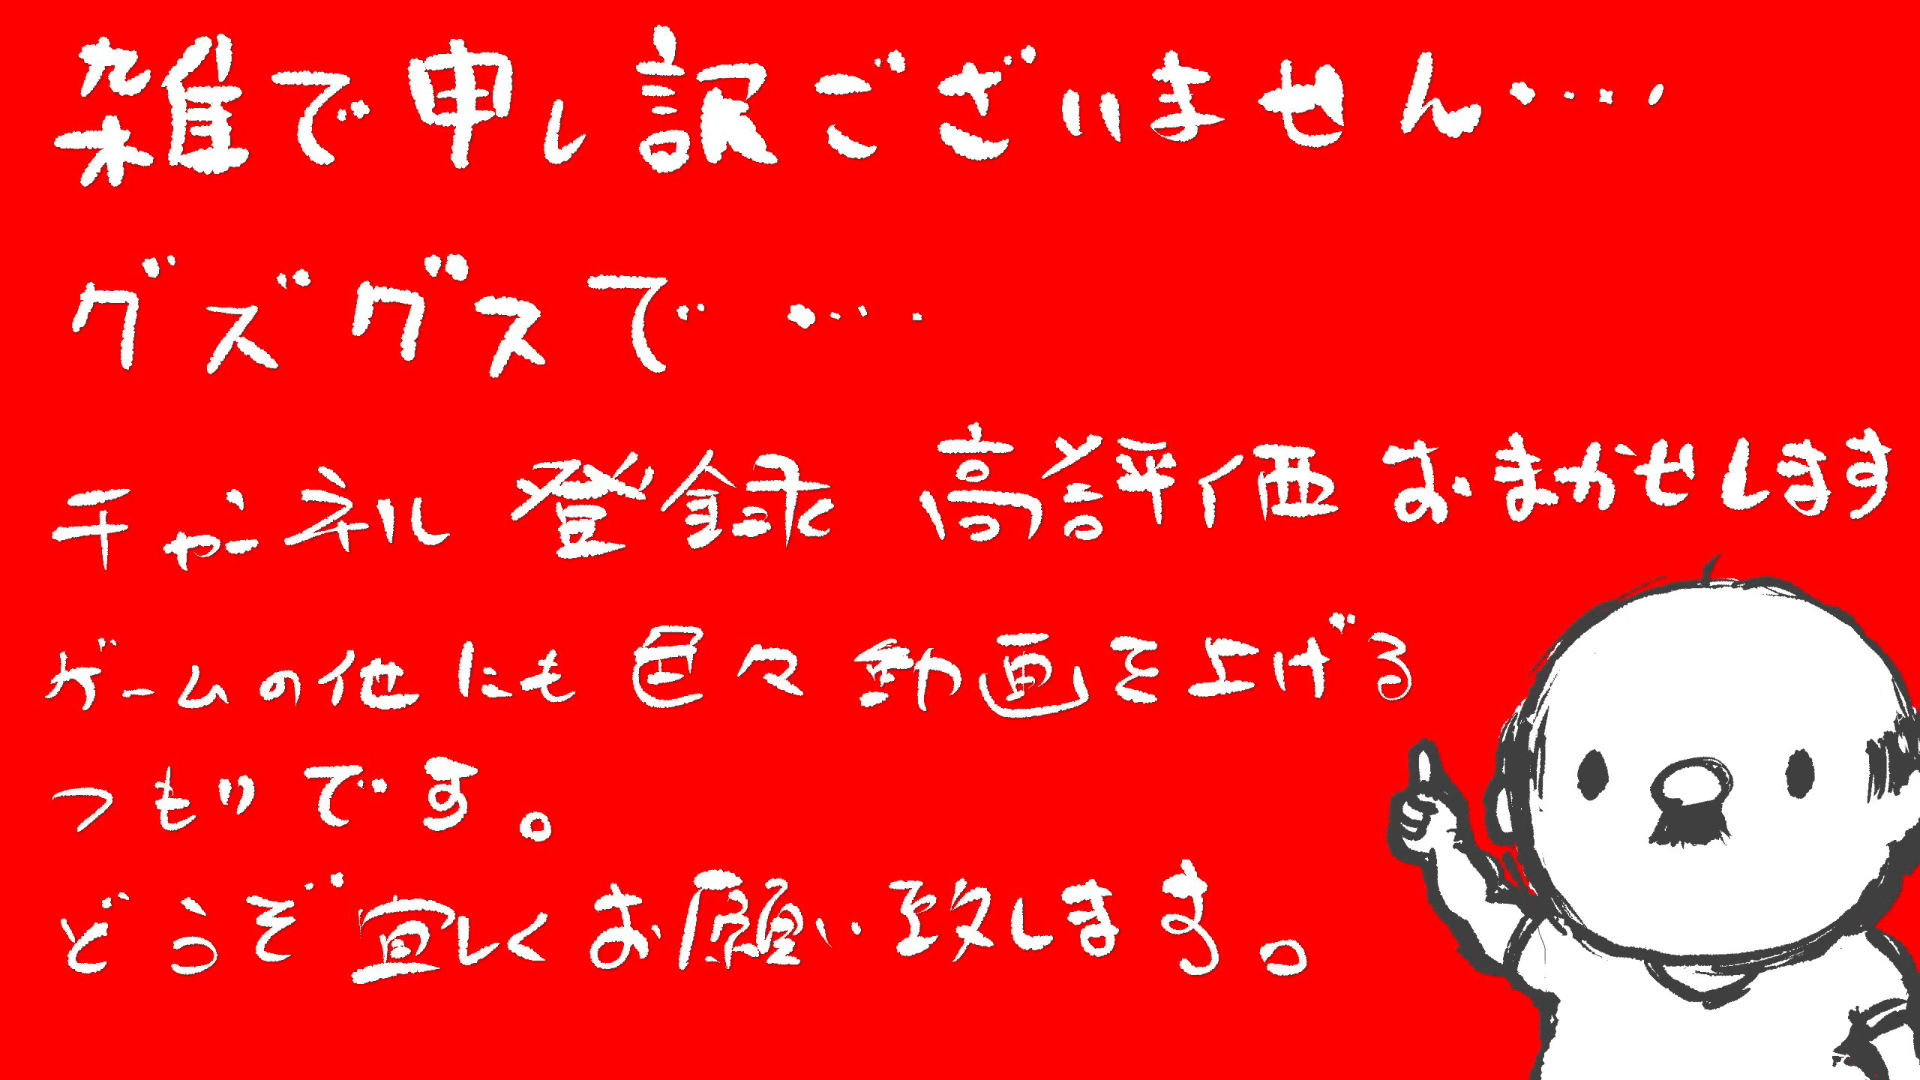 雑で申し訳ございません・・・・
グズグスで ・・・・
チャンネル 登録 高評価 おまかせします
ゲームの他にも 色々 動画を上げる
つもりです。
どうぞ宜しくお願い致します。